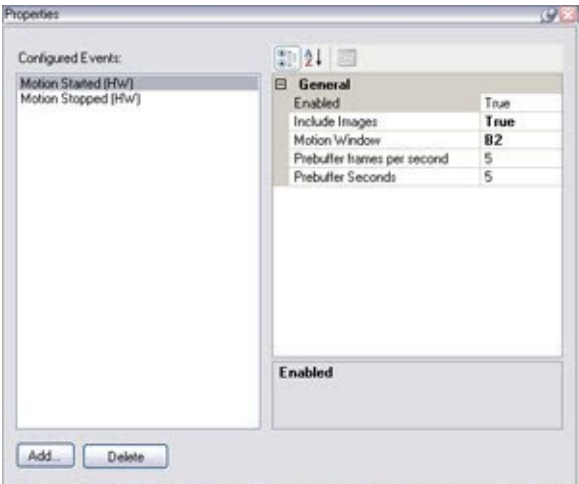 Properties
Configured Events:
Motion Started (HW)
Motion Stopped (HW)
General
Enabled True
Include Images True
Motion Window B2
Prebuffer frames per second 5
Prebuffer Seconds 5
Enabled
Add...
Delete